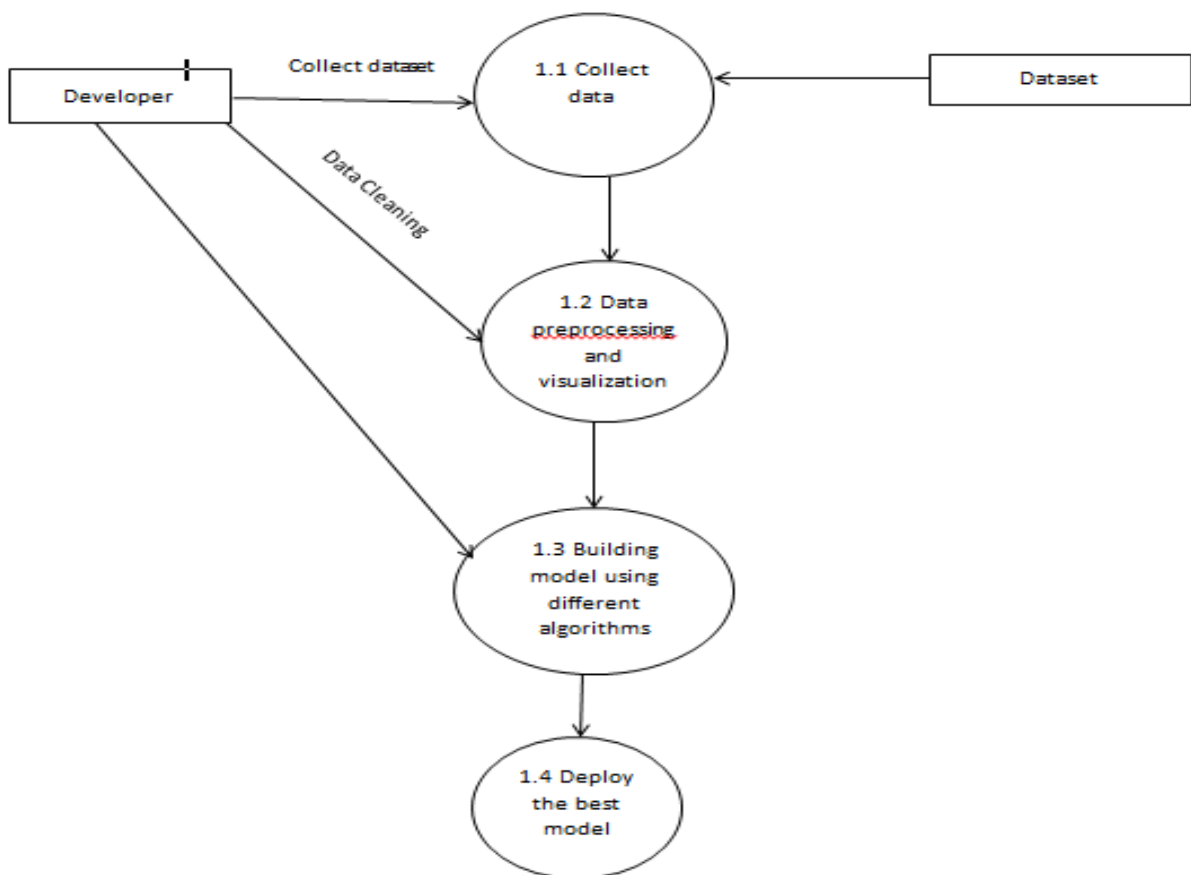 Collect dataset
1.1 Collect
data
Developer
Dataset
Data Cleaning
1.2 Data
preprocessing
and
visualization
1.3 Building
model using
different
algorithms
1.4 Deploy
the best
model